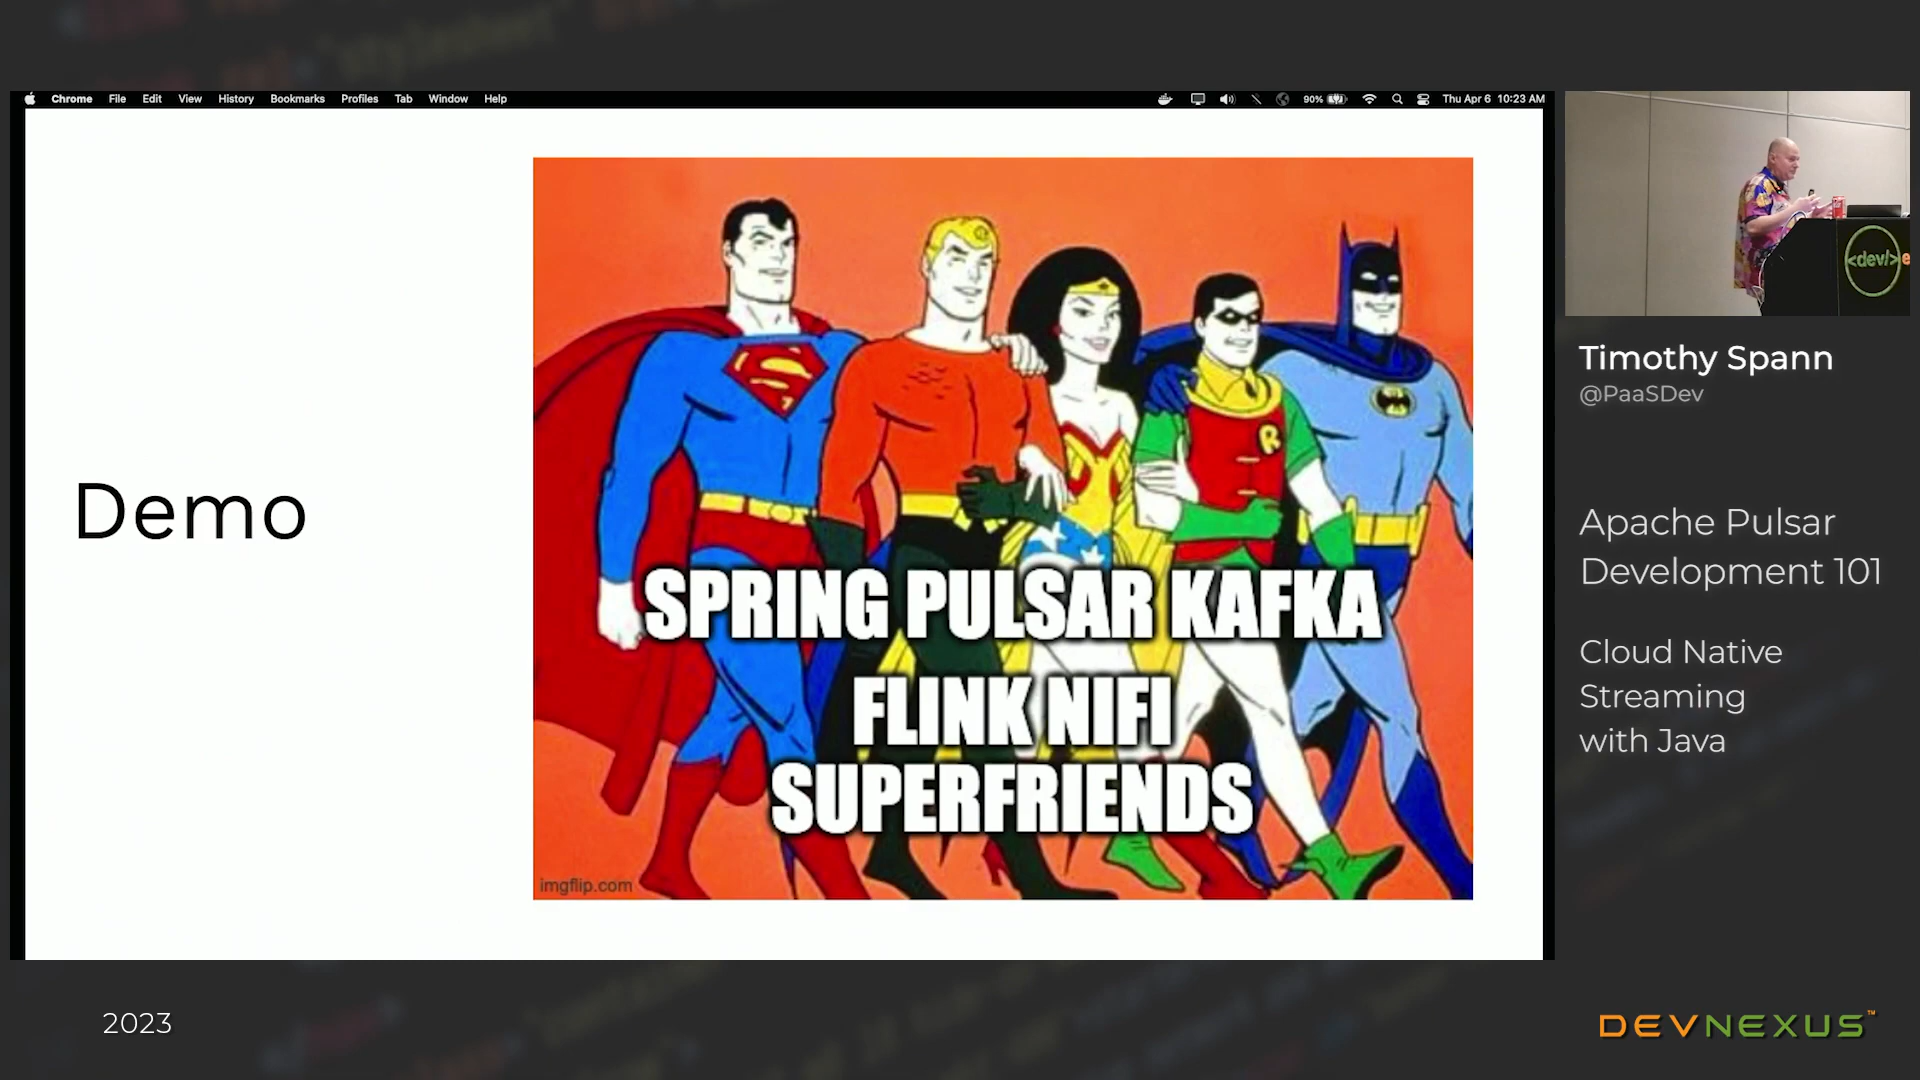 Chrome File Edit View History Bookmarks Profiles Tab Window Help
90% Thu Apr 6 10:23 AM
Demo
R
SPRING PULSAR KAFKA
FLINK NIFI
SUPERFRIENDS
imgflip.com
<dev/>e
Timothy Spann
@PaaSDev
Apache Pulsar
Development 101
Cloud Native
Streaming
with Java
2023
DEVNEXUS™